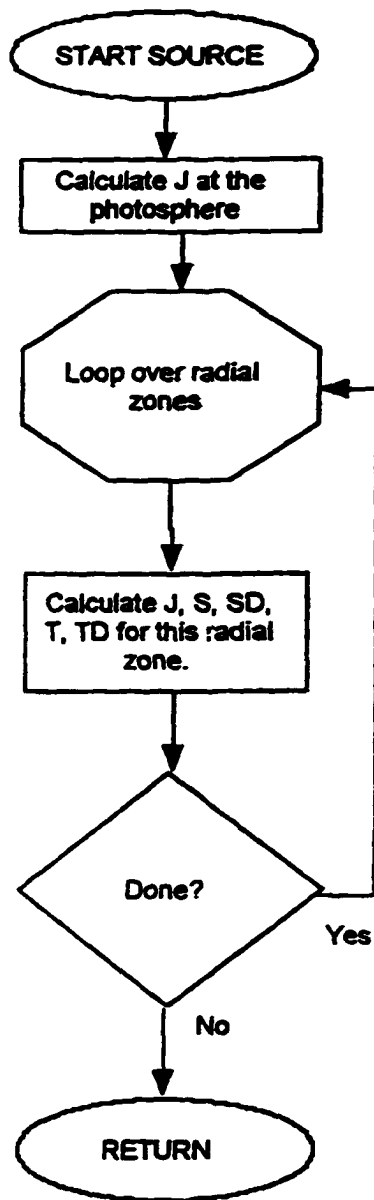 START SOURCE
Calculate J at the
photosphere
Loop over radial
zones
Calculate J, S, SD,
T, TD for this radial
zone.
Done?
Yes
No
RETURN